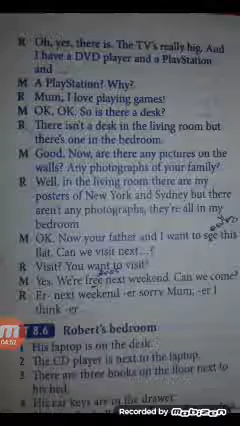 R Oh, yes, there is. The TV's really big. And
I have a DVD player and a PlayStation
and ...
M A PlayStation? Why?
R Mum, I love playing games!
M OK, OK. So is there a desk?
R There isn't a desk in the living room but
there's one in the bedroom.
M Good. Now, are there any pictures on the
walls? Any photographs of your family?
R Well, in the living room there are my
posters of New York and Sydney but there
aren't any photographs, they're all in my
bedroom
M OK. Now your father and I want to see this
flat. Can we visit next...?
R Visit? You want to visit?
M Yes. We're free next weekend. Can we come?
R Er- next weekend -er sorry Mum, -er I
think -er
T 8.6 Robert's bedroom
04:52
1 His laptop is on the desk.
2 The CD player is next to the laptop.
3 There are three books on the floor next to
his bed.
4 His car keys are in the drawer.
Recorded by mobizen